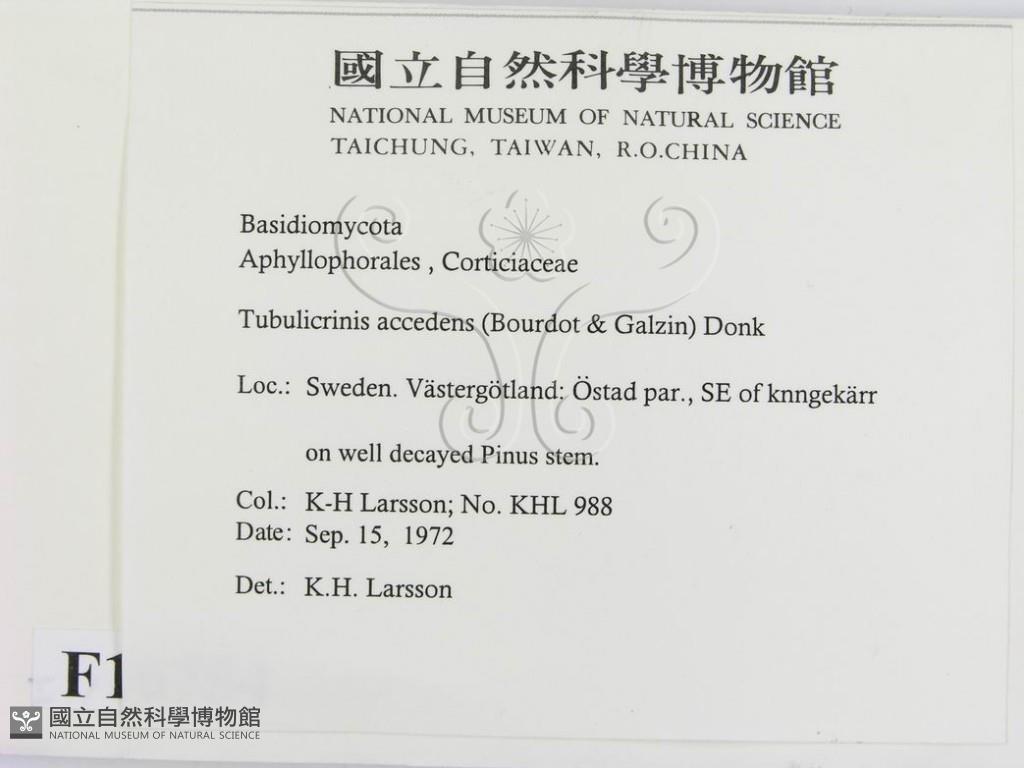 國立自然科學博物館
NATIONAL MUSEUM OF NATURAL SCIENCE
TAICHUNG, TAIWAN, R.O.CHINA
Basidiomycota
Aphyllophorales , Corticiaceae
Tubulicrinis accedens (Bourdot & Galzin) Donk
Loc.: Sweden. Västergötland: Östad par., SE of knngekärr
on well decayed Pinus stem.
Col.: K-H Larsson; No. KHL 988
Date: Sep. 15, 1972
Det.: K.H. Larsson
F1
國立自然科學博物館
NATIONAL MUSEUM OF NATURAL SCIENCE